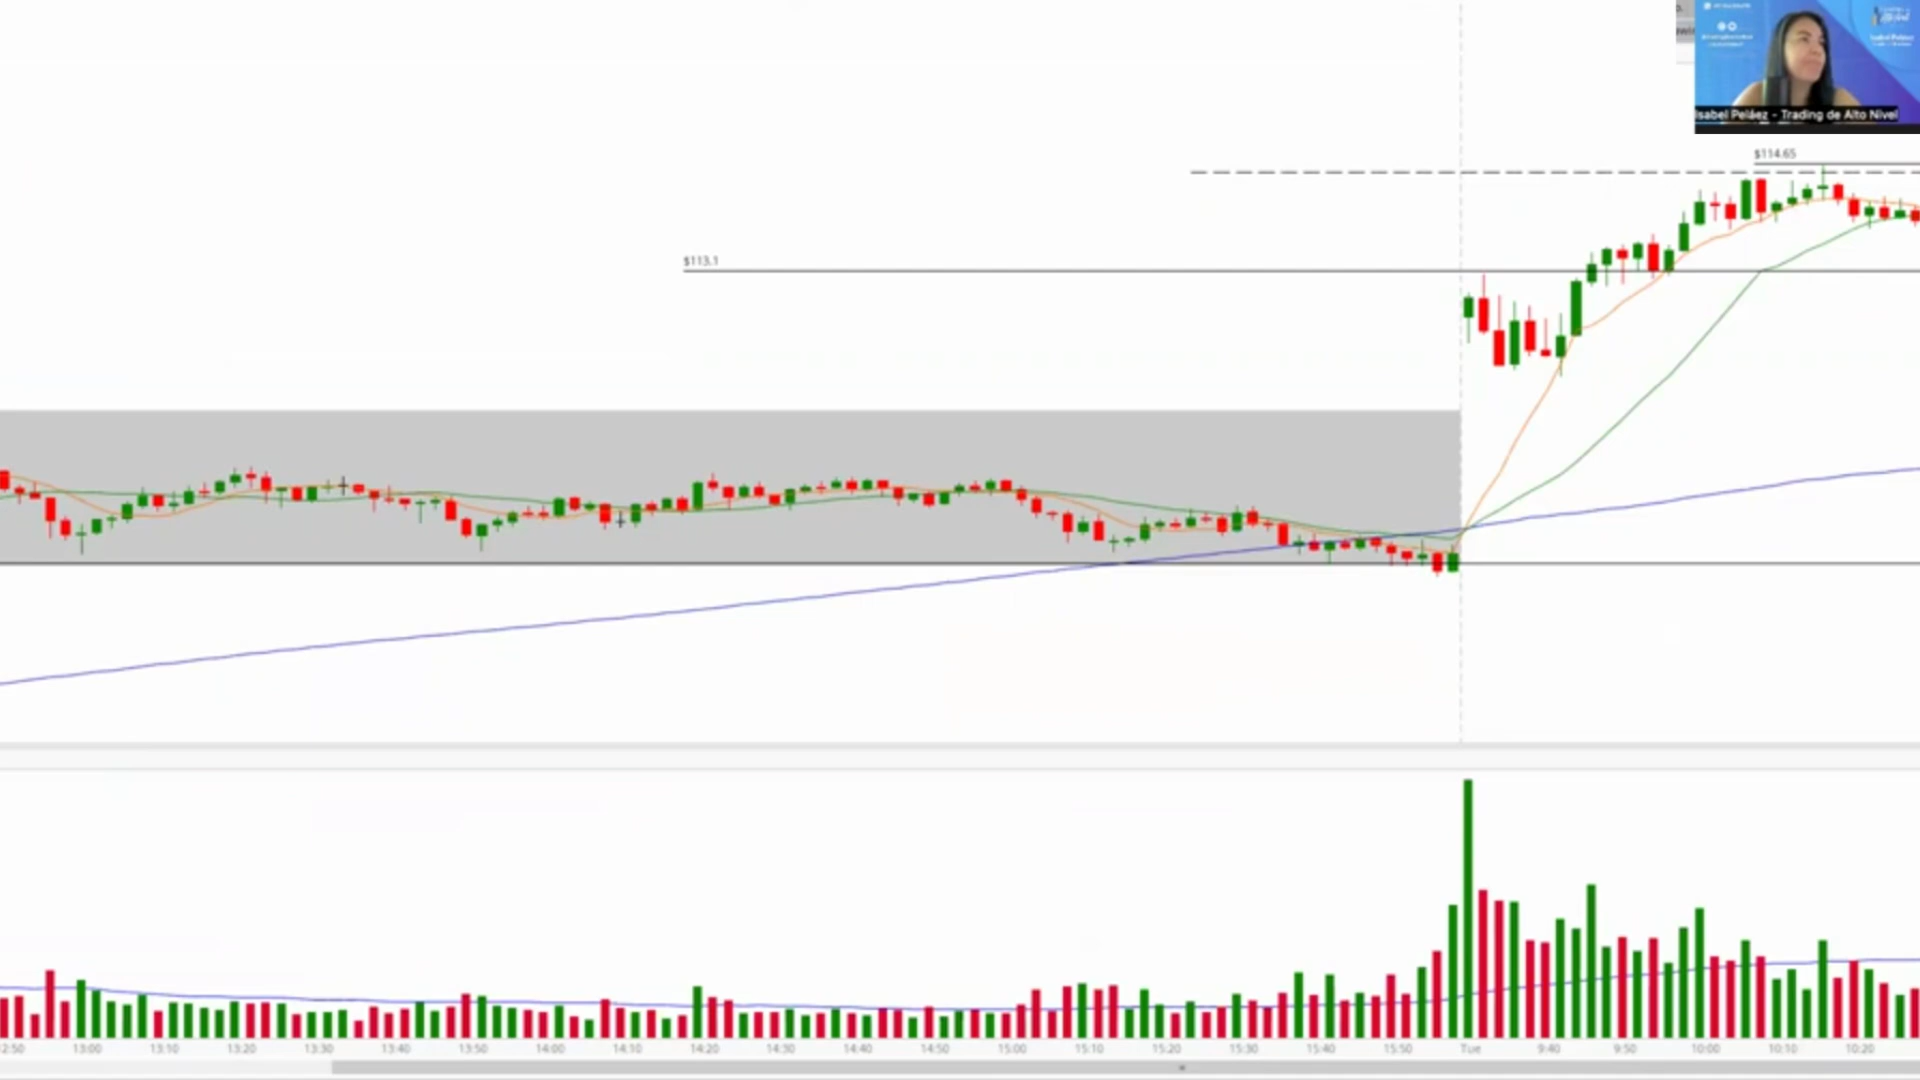 Isabel Peláez - Trading de Alto Nivel
$114.65
$113.1
12:50 13:00 13:10 13:20 13:30 13:40 13:50 14:00 14:10 14:20 14:30 14:40 14:50 15:00 15:10 15:20 15:30 15:40 15:50 Tue 9:40 9:50 10:00 10:10 10:20